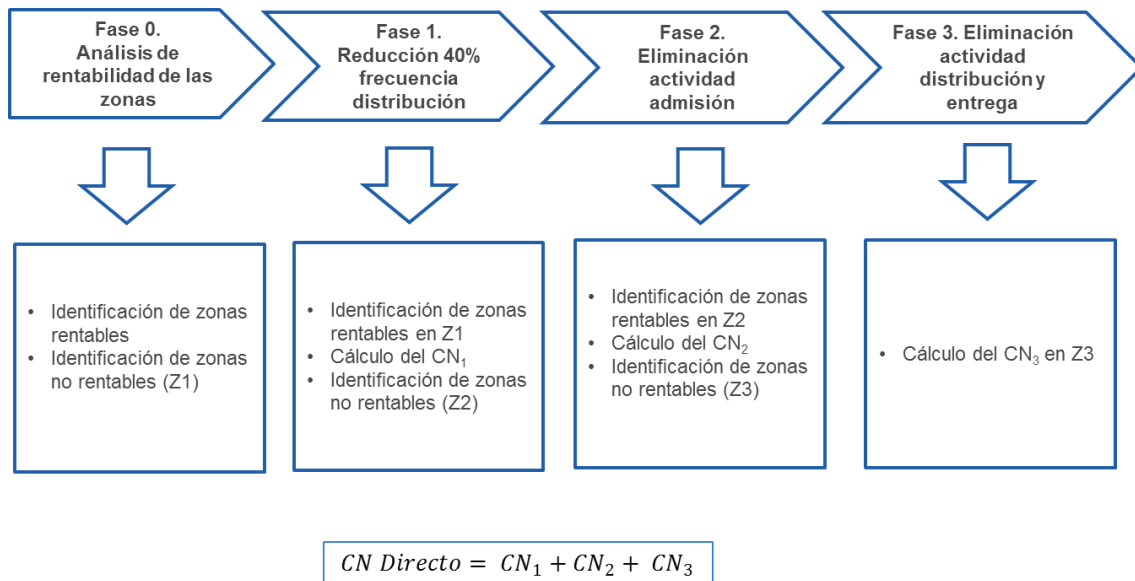 Fase 0.
Análisis de
rentabilidad de las
zonas
Fase 1.
Reducción 40%
frecuencia
distribución
Fase 2.
Eliminación
actividad
admisión
Fase 3. Eliminación
actividad
distribución y
entrega
• Identificación de zonas
rentables
• Identificación de zonas
no rentables (Z1)
• Identificación de zonas
rentables en Z1
• Cálculo del CN₁
• Identificación de zonas
no rentables (Z2)
• Identificación de zonas
rentables en Z2
• Cálculo del CN₂
• Identificación de zonas
no rentables (Z3)
• Cálculo del CN₃ en Z3
CN Directo = CN₁ + CN₂ + CN₃